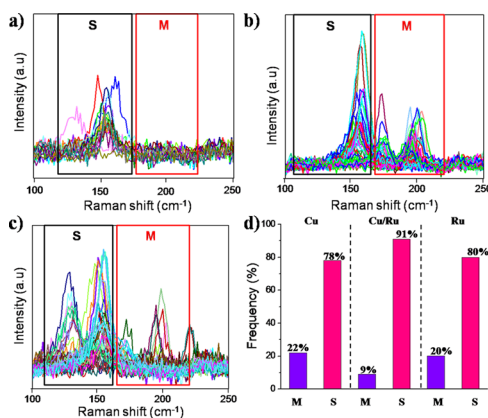 a)
S
M
Intensity (a.u)
100 150 200 250
Raman shift (cm-1)
b)
S
M
Intensity (a.u)
100 150 200 250
Raman shift (cm-1)
c)
S
M
Intensity (a.u)
100 150 200 250
Raman shift (cm-1)
d)
Cu Cu/Ru Ru
Frequency (%)
100
80
60
40
20
0
22% 78% 9% 91% 20% 80%
M S M S M S